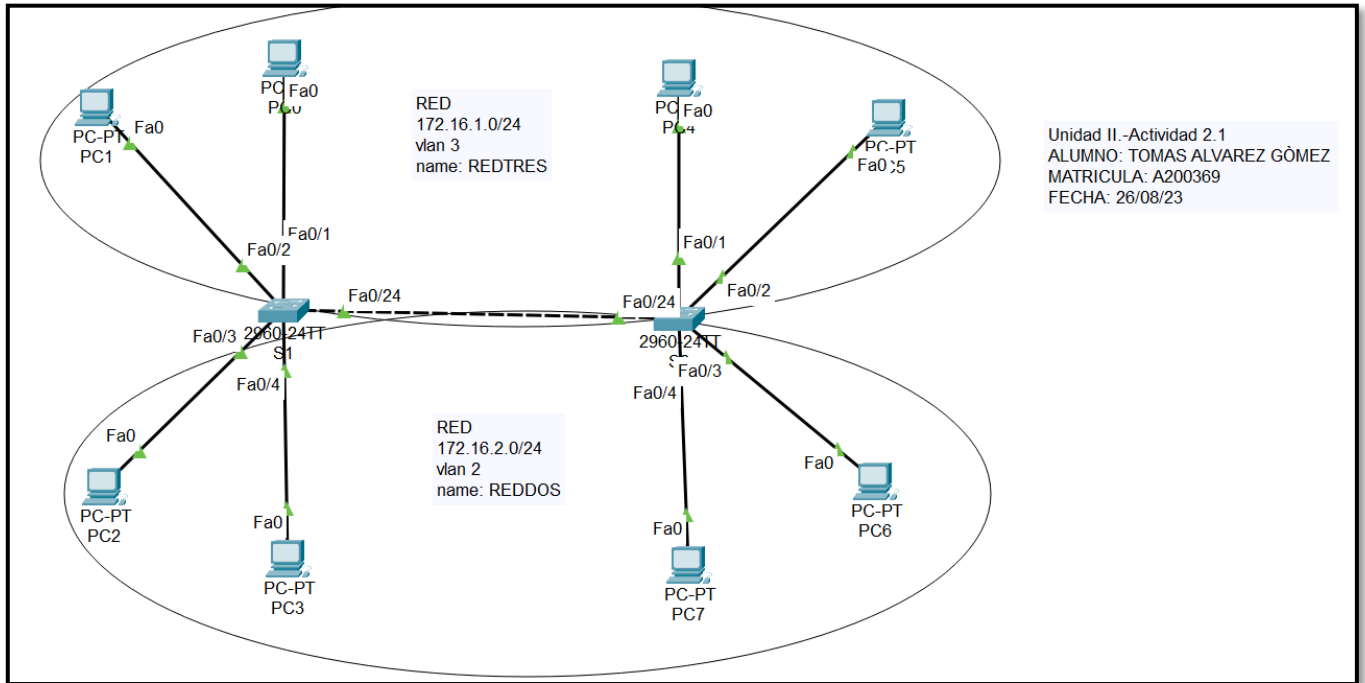 PC
Fa0
PC-PT
PC1
Fa0
RED
172.16.1.0/24
vlan 3
name: REDTRES
PC
Fa0
PC4
PC-PT
Fa0
Unidad II.-Actividad 2.1
ALUMNO: TOMAS ALVAREZ GÒMEZ
MATRICULA: A200369
FECHA: 26/08/23
Fa0/1
Fa0/2
Fa0/24
Fa0/3
2960-24TT
S1
Fa0/4
Fa0/1
Fa0/2
Fa0/24
2960-24TT
Fa0/3
Fa0/4
RED
172.16.2.0/24
vlan 2
name: REDDOS
Fa0
PC-PT
PC2
Fa0
PC-PT
PC3
Fa0
PC-PT
PC7
Fa0
PC-PT
PC6